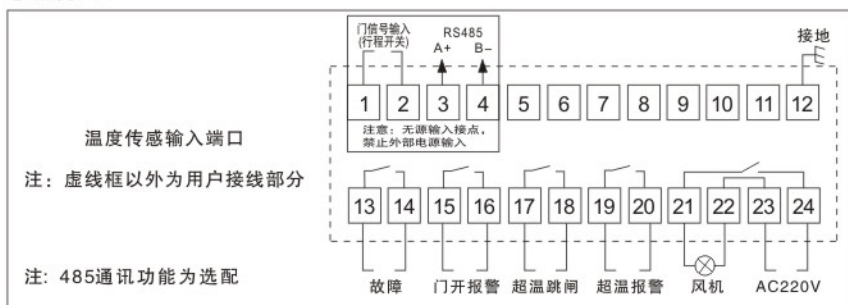 门信号输入
(行程开关)
RS485
A+ B−
接地
1 2 3 4 5 6 7 8 9 10 11 12
注意：无源输入接点，
禁止外部电源输入
温度传感输入端口
注：虚线框以外为用户接线部分
13 14 15 16 17 18 19 20 21 22 23 24
注: 485通讯功能为选配
故障 门开报警 超温跳闸 超温报警 风机 AC220V